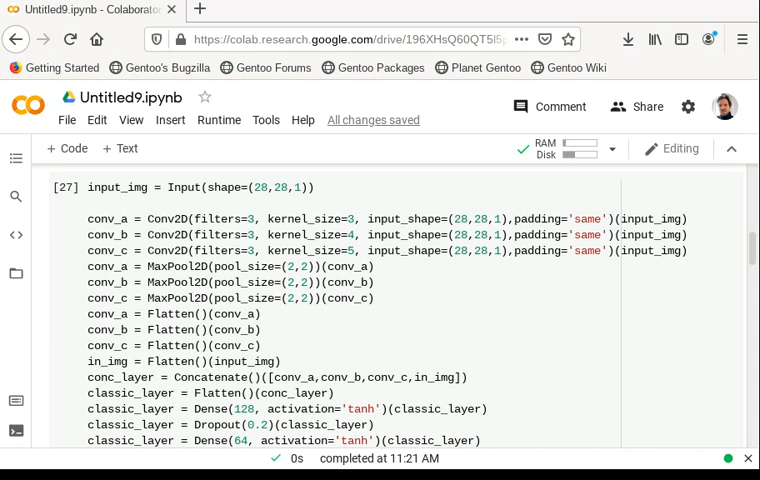 Untitled9.ipynb - Colaborator
https://colab.research.google.com/drive/196XHsQ60QT5l5p
Getting Started Gentoo's Bugzilla Gentoo Forums Gentoo Packages Planet Gentoo Gentoo Wiki
Untitled9.ipynb
Comment Share
File Edit View Insert Runtime Tools Help All changes saved
+ Code + Text RAM Disk Editing
[27] input_img = Input(shape=(28,28,1))
conv_a = Conv2D(filters=3, kernel_size=3, input_shape=(28,28,1),padding='same')(input_img)
conv_b = Conv2D(filters=3, kernel_size=4, input_shape=(28,28,1),padding='same')(input_img)
conv_c = Conv2D(filters=3, kernel_size=5, input_shape=(28,28,1),padding='same')(input_img)
conv_a = MaxPool2D(pool_size=(2,2))(conv_a)
conv_b = MaxPool2D(pool_size=(2,2))(conv_b)
conv_c = MaxPool2D(pool_size=(2,2))(conv_c)
conv_a = Flatten()(conv_a)
conv_b = Flatten()(conv_b)
conv_c = Flatten()(conv_c)
in_img = Flatten()(input_img)
conc_layer = Concatenate()([conv_a,conv_b,conv_c,in_img])
classic_layer = Flatten()(conc_layer)
classic_layer = Dense(128, activation='tanh')(classic_layer)
classic_layer = Dropout(0.2)(classic_layer)
classic_layer = Dense(64, activation='tanh')(classic_layer)
0s completed at 11:21 AM